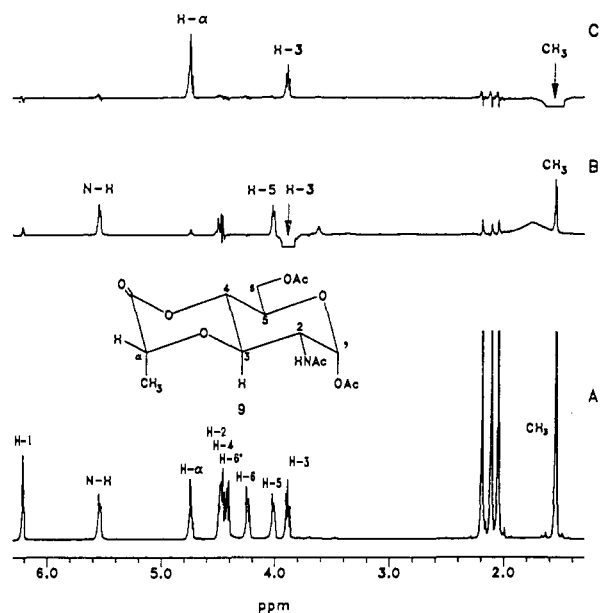 C
H-α
H-3
CH₃
B
N-H
H-5 H-3
CH₃
O
O
4
6
OAc
O
5
H
α
O
3
2
HNAc
1
OAc
CH₃
H
9
A
H-1
N-H
H-α
H-2
H-4
H-6'
H-6
H-5
H-3
CH₃
6.0 5.0 4.0 3.0 2.0
ppm